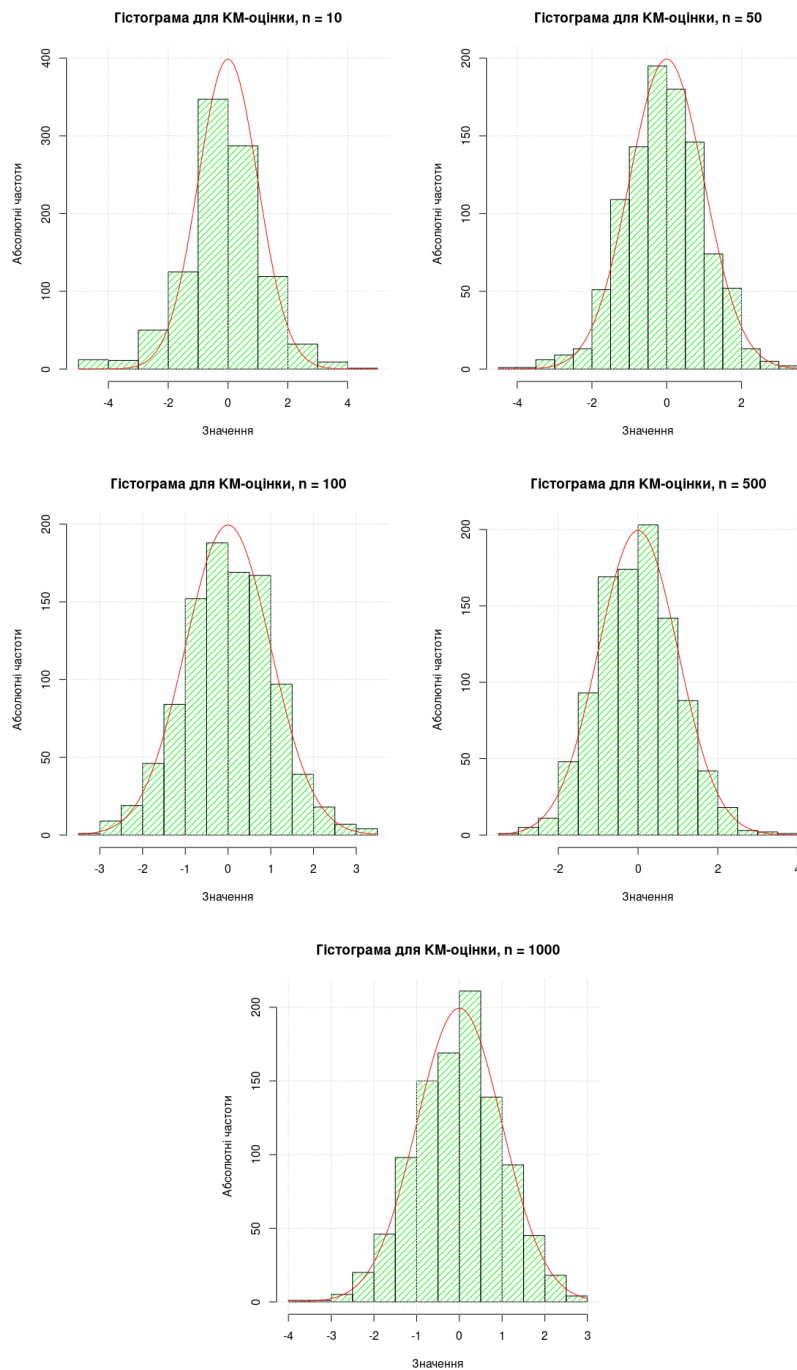 Гістограма для КМ-оцінки, n = 10
Абсолютні частоти
0 100 200 300 400
-4 -2 0 2 4
Значення
Гістограма для КМ-оцінки, n = 50
Абсолютні частоти
0 50 100 150 200
-4 -2 0 2
Значення
Гістограма для КМ-оцінки, n = 100
Абсолютні частоти
0 50 100 150 200
-3 -2 -1 0 1 2 3
Значення
Гістограма для КМ-оцінки, n = 500
Абсолютні частоти
0 50 100 150 200
-2 0 2 4
Значення
Гістограма для КМ-оцінки, n = 1000
Абсолютні частоти
0 50 100 150 200
-4 -3 -2 -1 0 1 2 3
Значення